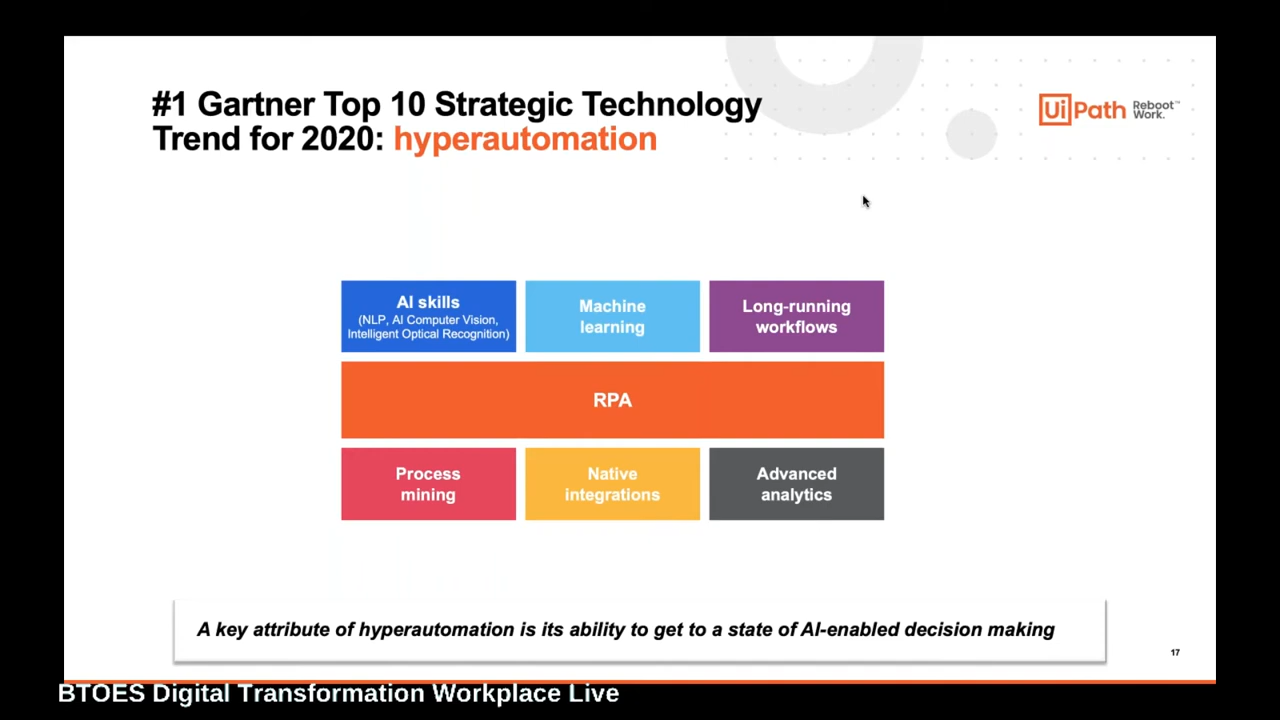 #1 Gartner Top 10 Strategic Technology
Trend for 2020: hyperautomation
UiPath Reboot™
Work.
AI skills
(NLP, AI Computer Vision,
Intelligent Optical Recognition)
Machine
learning
Long-running
workflows
RPA
Process
mining
Native
integrations
Advanced
analytics
A key attribute of hyperautomation is its ability to get to a state of AI-enabled decision making
17
BTOES Digital Transformation Workplace Live